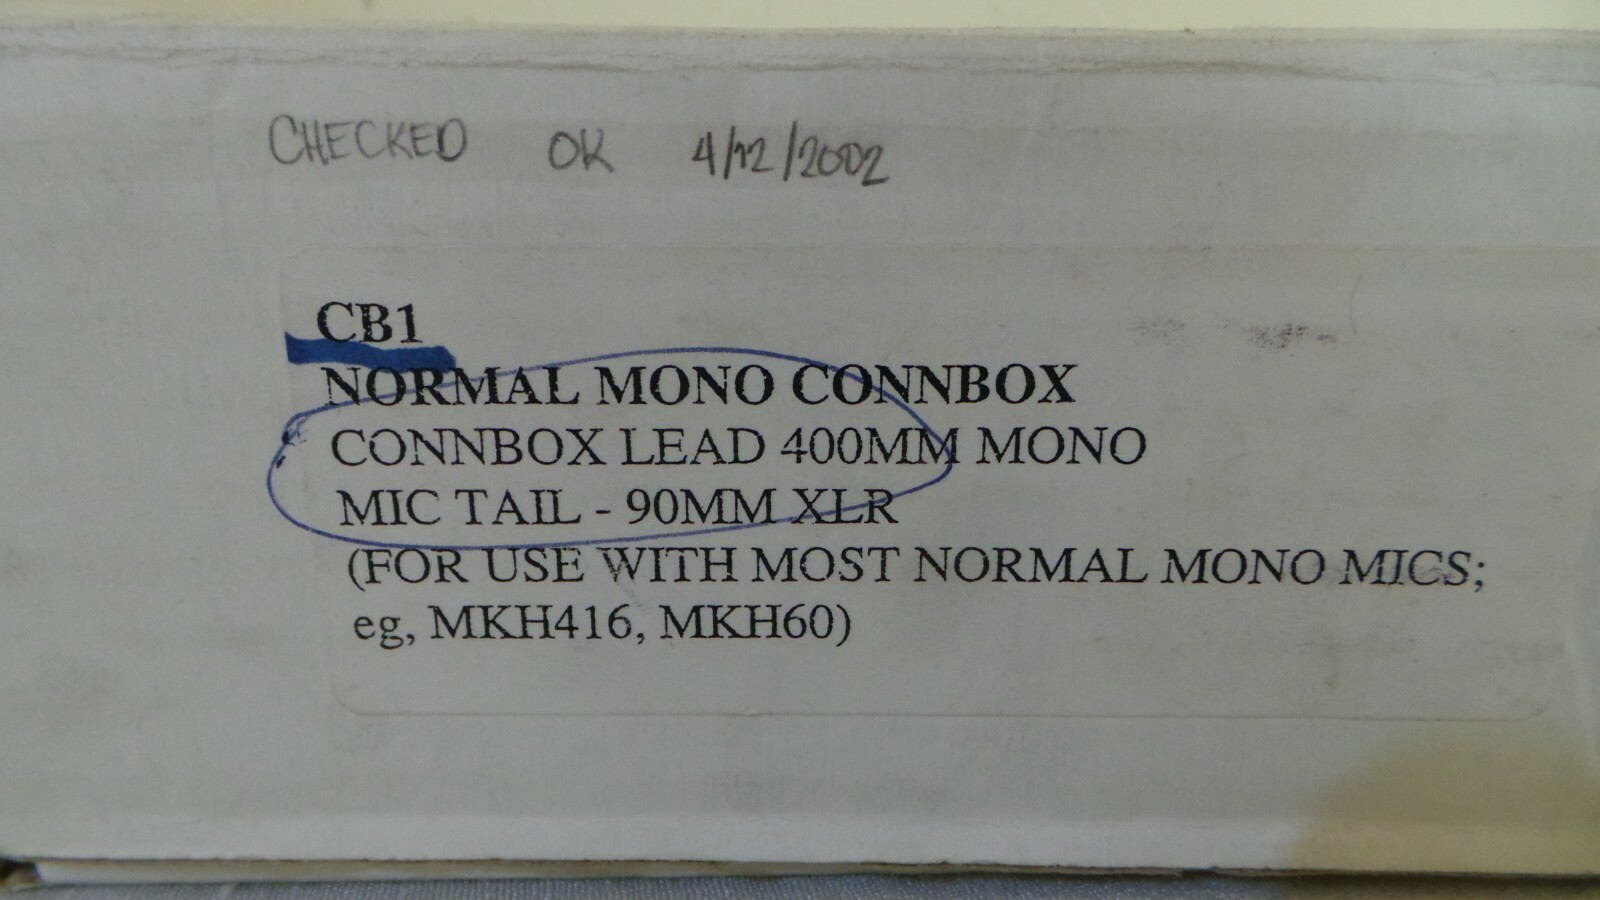 CHECKED OK 4/12/2002
CB1
NORMAL MONO CONNBOX
CONNBOX LEAD 400MM MONO
MIC TAIL - 90MM XLR
(FOR USE WITH MOST NORMAL MONO MICS;
eg, MKH416, MKH60)